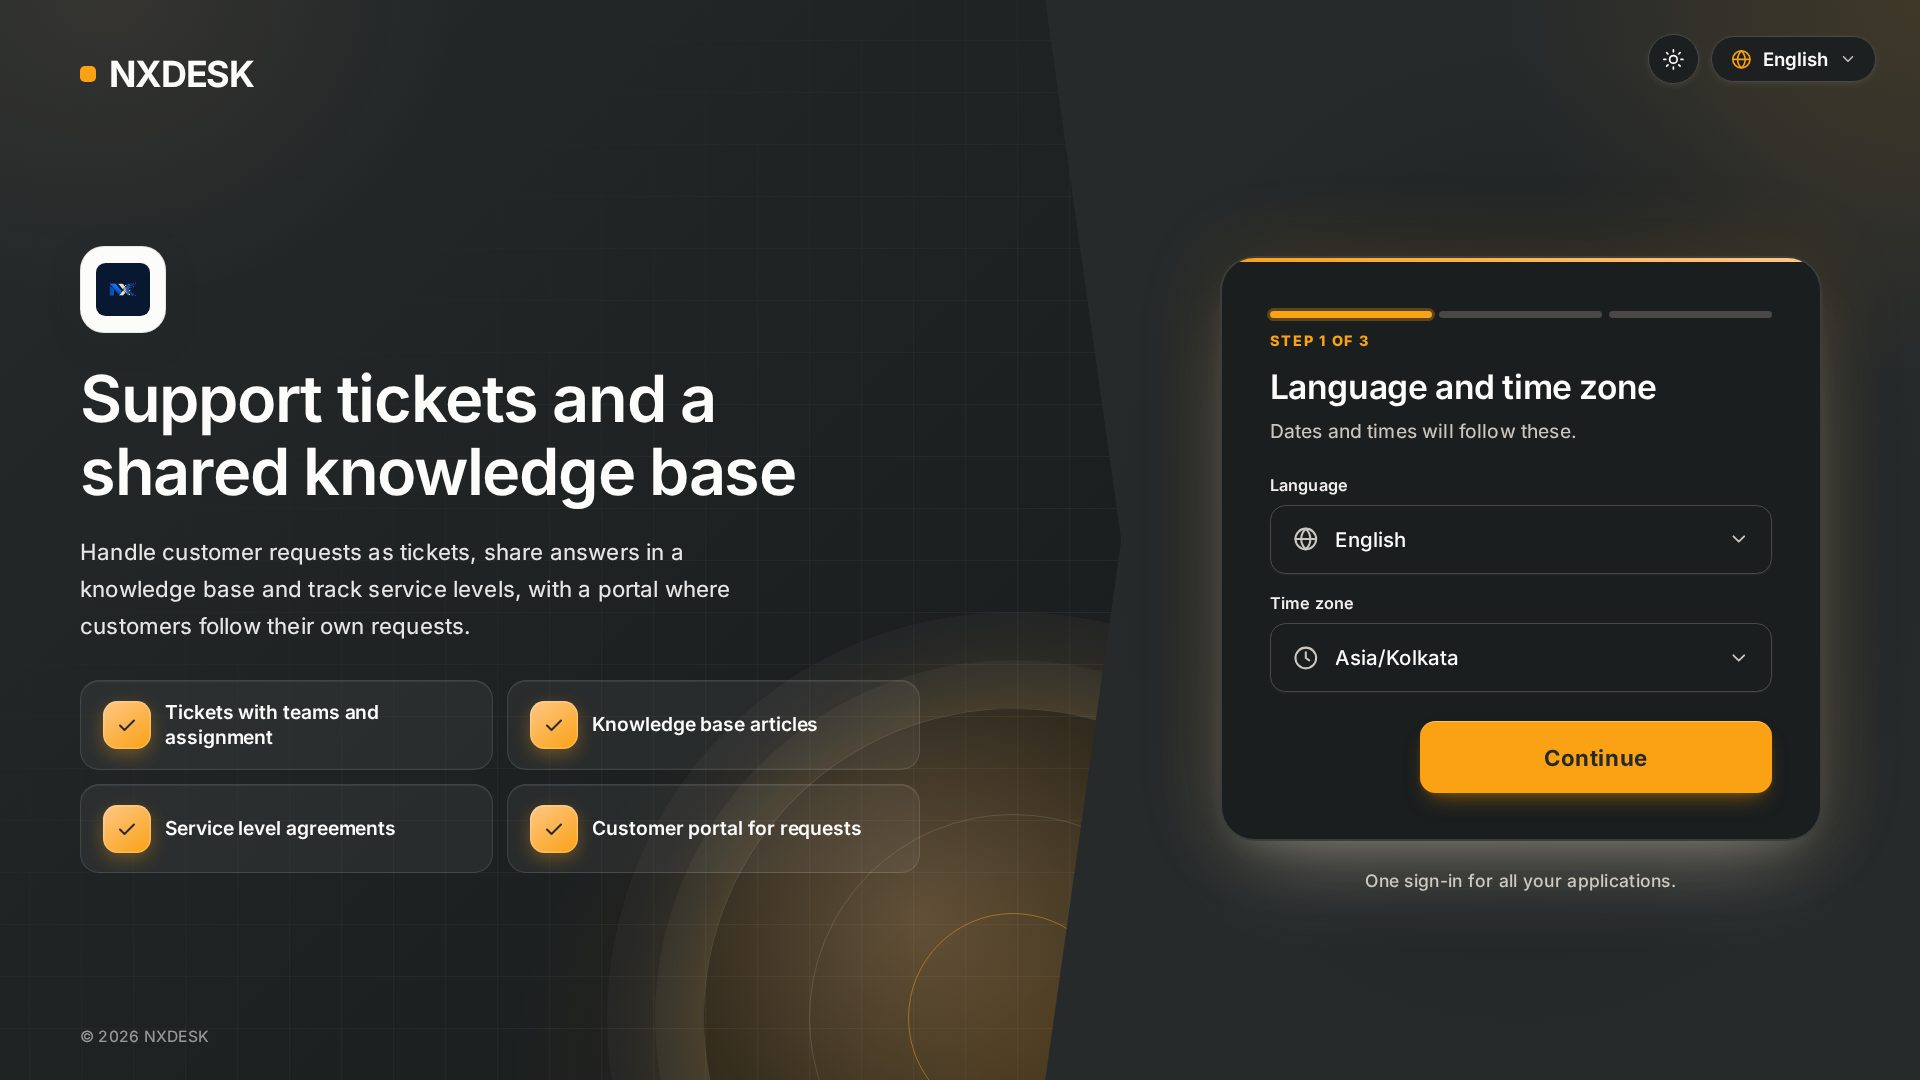 NXDESK
English
NX
Support tickets and a
shared knowledge base
Handle customer requests as tickets, share answers in a
knowledge base and track service levels, with a portal where
customers follow their own requests.
Tickets with teams and
assignment
Knowledge base articles
Service level agreements
Customer portal for requests
© 2026 NXDESK
STEP 1 OF 3
Language and time zone
Dates and times will follow these.
Language
English
Time zone
Asia/Kolkata
Continue
One sign-in for all your applications.